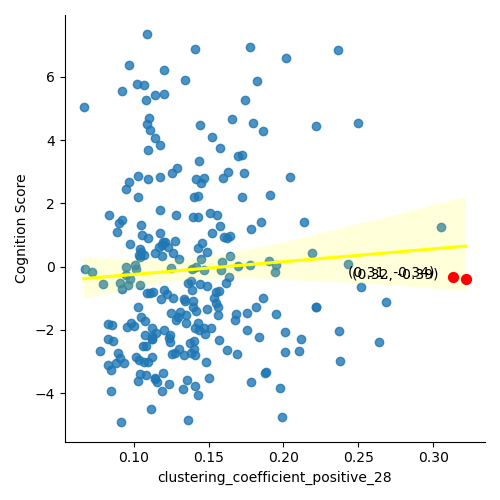 6
4
2
0
−2
−4
Cognition Score
(0.31, -0.34)
(0.32, -0.39)
0.10 0.15 0.20 0.25 0.30
clustering_coefficient_positive_28